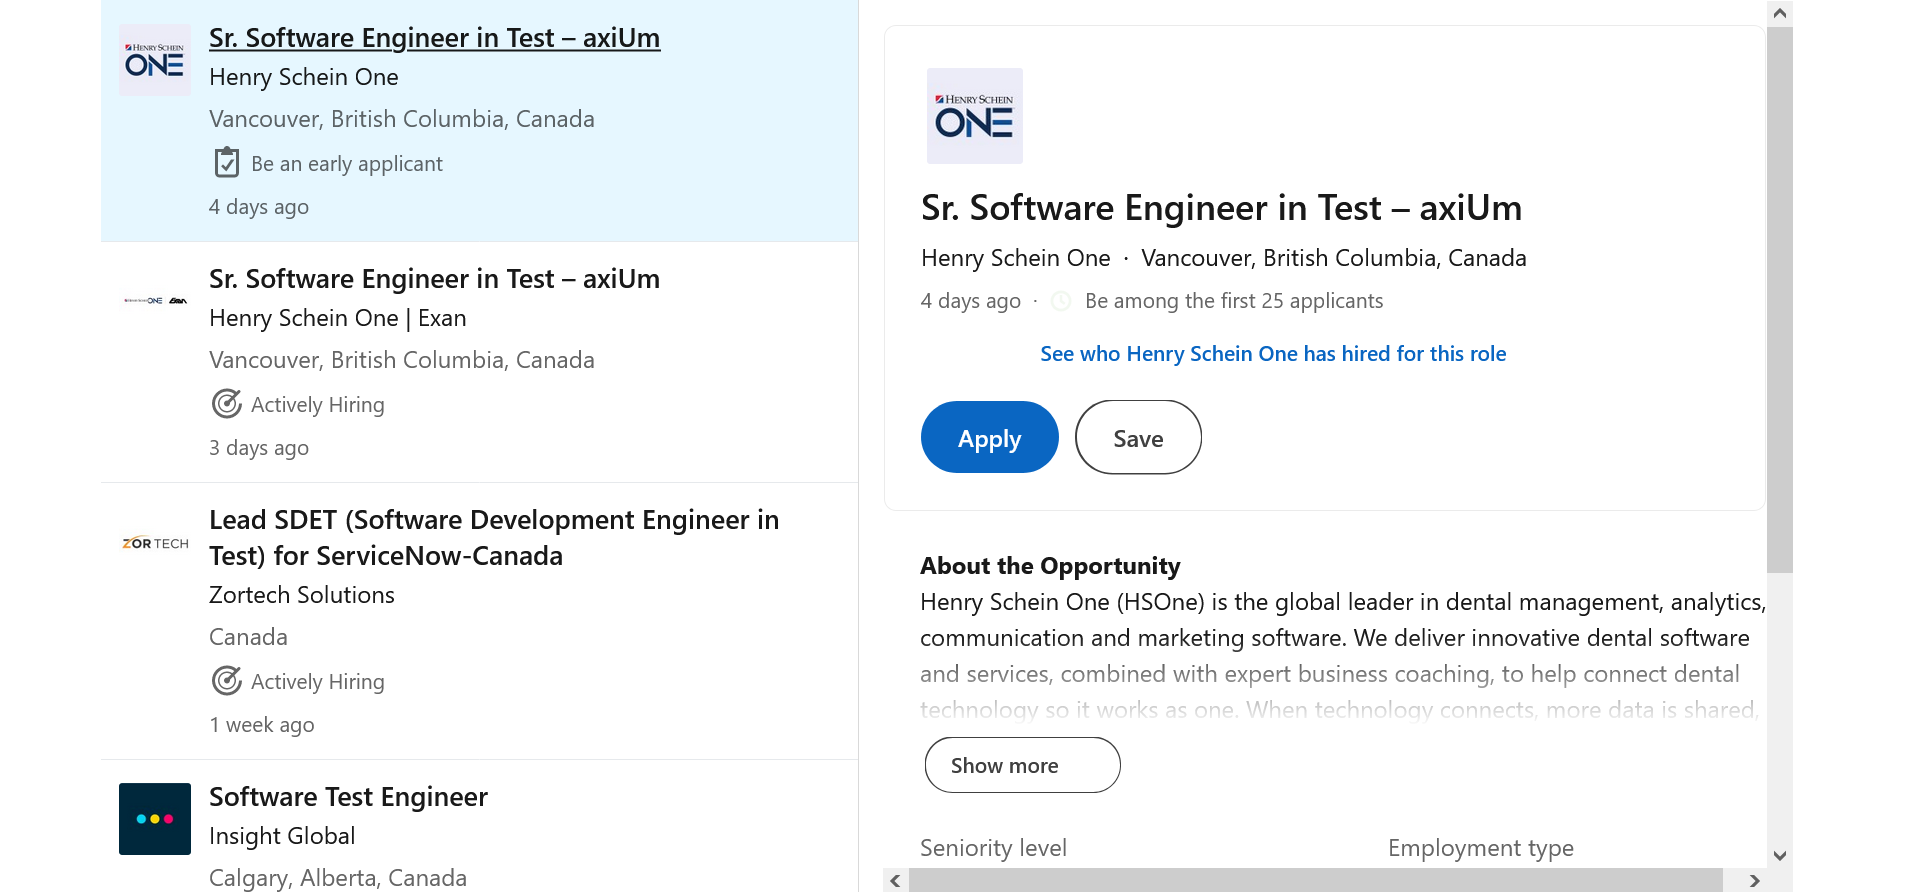 HENRY SCHEIN
ONE
Sr. Software Engineer in Test – axiUm
Henry Schein One
Vancouver, British Columbia, Canada
Be an early applicant
4 days ago
ONE
Sr. Software Engineer in Test – axiUm
Henry Schein One | Exan
Vancouver, British Columbia, Canada
Actively Hiring
3 days ago
ZOR TECH
Lead SDET (Software Development Engineer in
Test) for ServiceNow-Canada
Zortech Solutions
Canada
Actively Hiring
1 week ago
Software Test Engineer
Insight Global
Calgary, Alberta, Canada
HENRY SCHEIN
ONE
Sr. Software Engineer in Test – axiUm
Henry Schein One · Vancouver, British Columbia, Canada
4 days ago · Be among the first 25 applicants
See who Henry Schein One has hired for this role
Apply
Save
About the Opportunity
Henry Schein One (HSOne) is the global leader in dental management, analytics,
communication and marketing software. We deliver innovative dental software
and services, combined with expert business coaching, to help connect dental
technology so it works as one. When technology connects, more data is shared,
Show more
Seniority level
Employment type